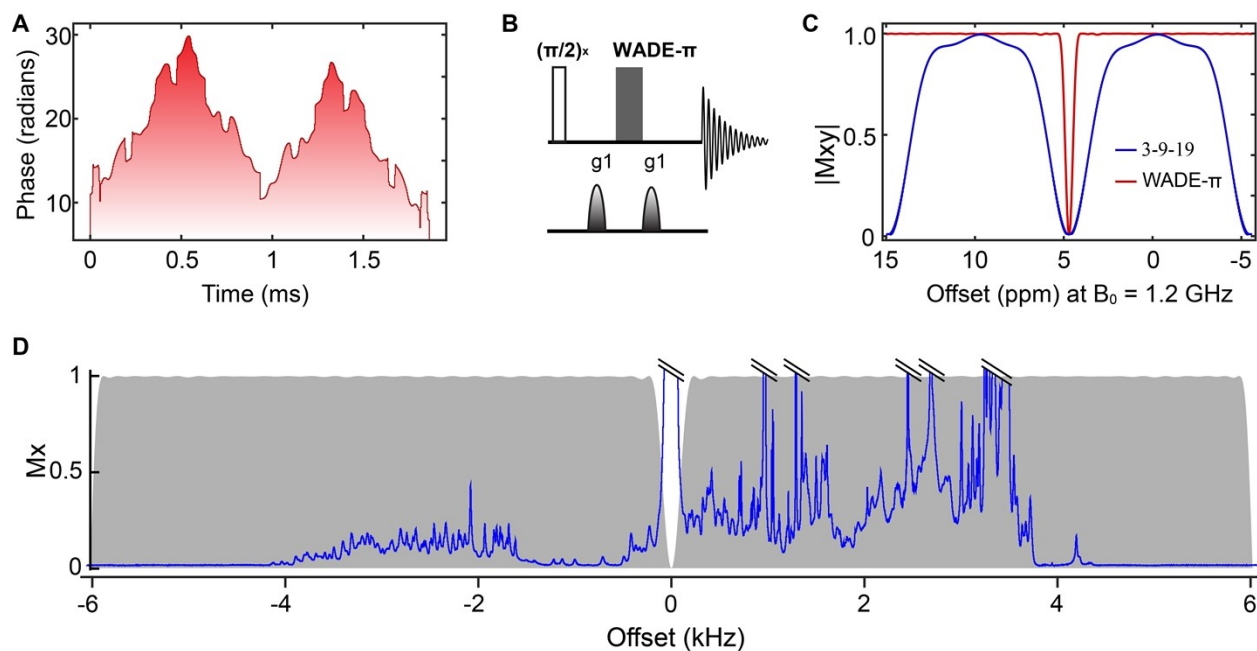 A
Phase (radians)
30
20
10
0
0.5
1
1.5
Time (ms)
B
(π/2)x
WADE-π
g1
g1
C
|Mxy|
1.0
0.5
0
3-9-19
WADE-π
15
10
5
0
-5
Offset (ppm) at B₀ = 1.2 GHz
D
Mx
1
0.5
0
-6
-4
-2
0
2
4
6
Offset (kHz)